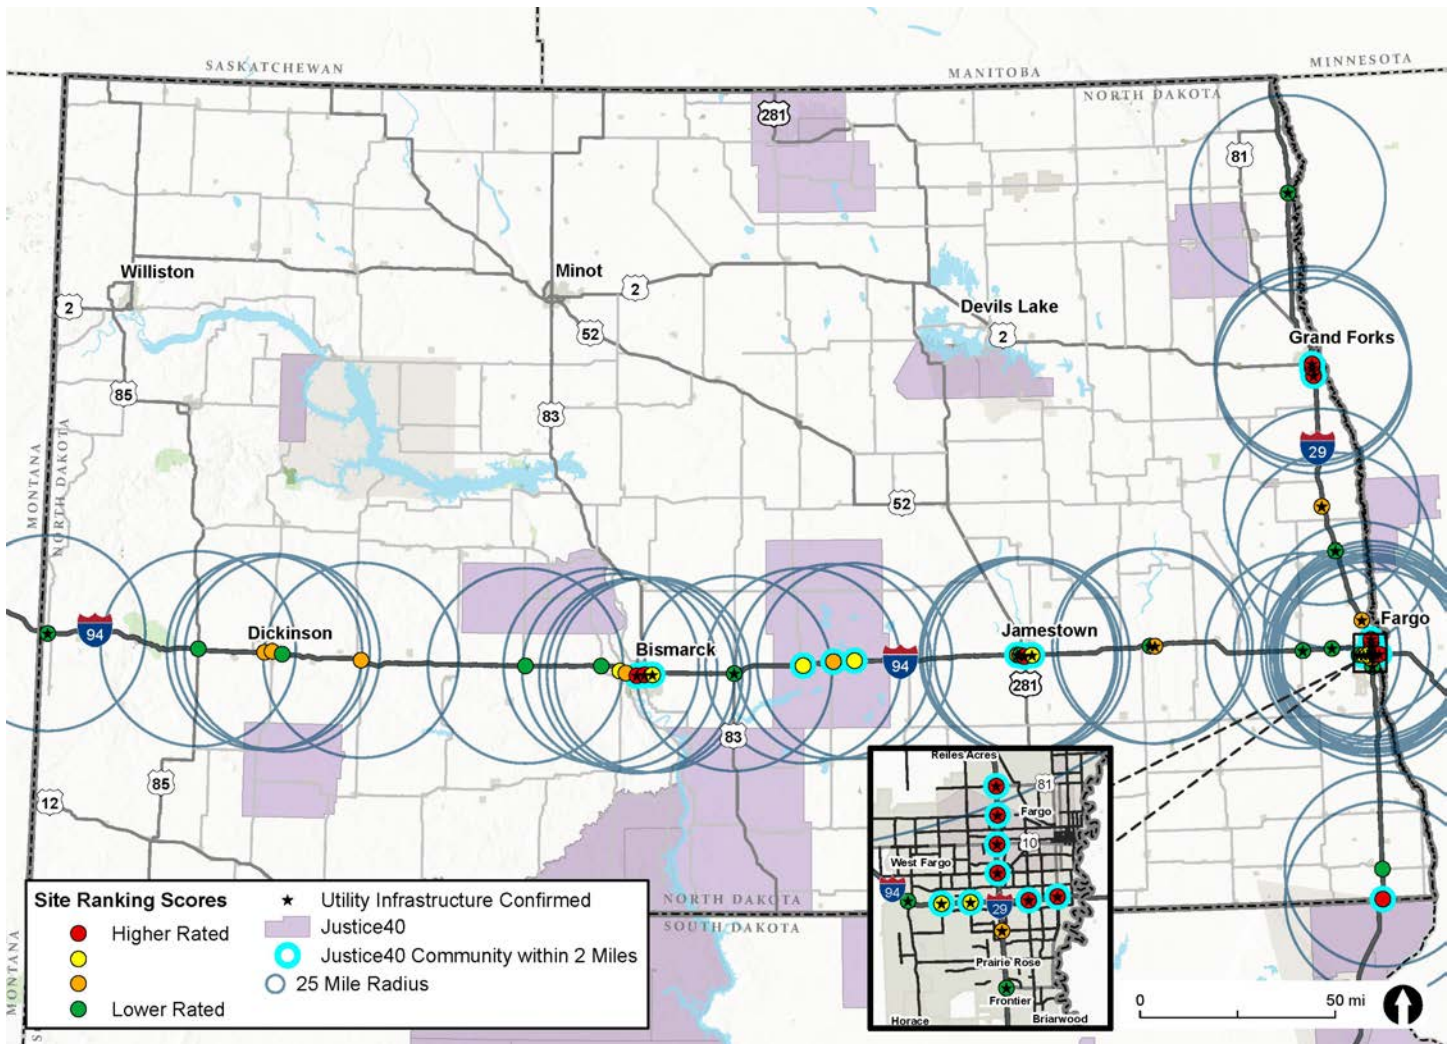 SASKATCHEWAN
MANITOBA
MINNESOTA
NORTH DAKOTA
281
81
Williston
Minot
2
2
Devils Lake
2
52
Grand Forks
85
83
29
MONTANA
NORTH DAKOTA
52
94
Dickinson
Bismarck
Jamestown
94
281
Fargo
83
85
12
Reiles Acres
81
Fargo
10
West Fargo
94
29
Prairie Rose
Frontier
Horace
Briarwood
NORTH DAKOTA
SOUTH DAKOTA
MONTANA
S
Site Ranking Scores
Higher Rated
Lower Rated
Utility Infrastructure Confirmed
Justice40
Justice40 Community within 2 Miles
25 Mile Radius
0 50 mi